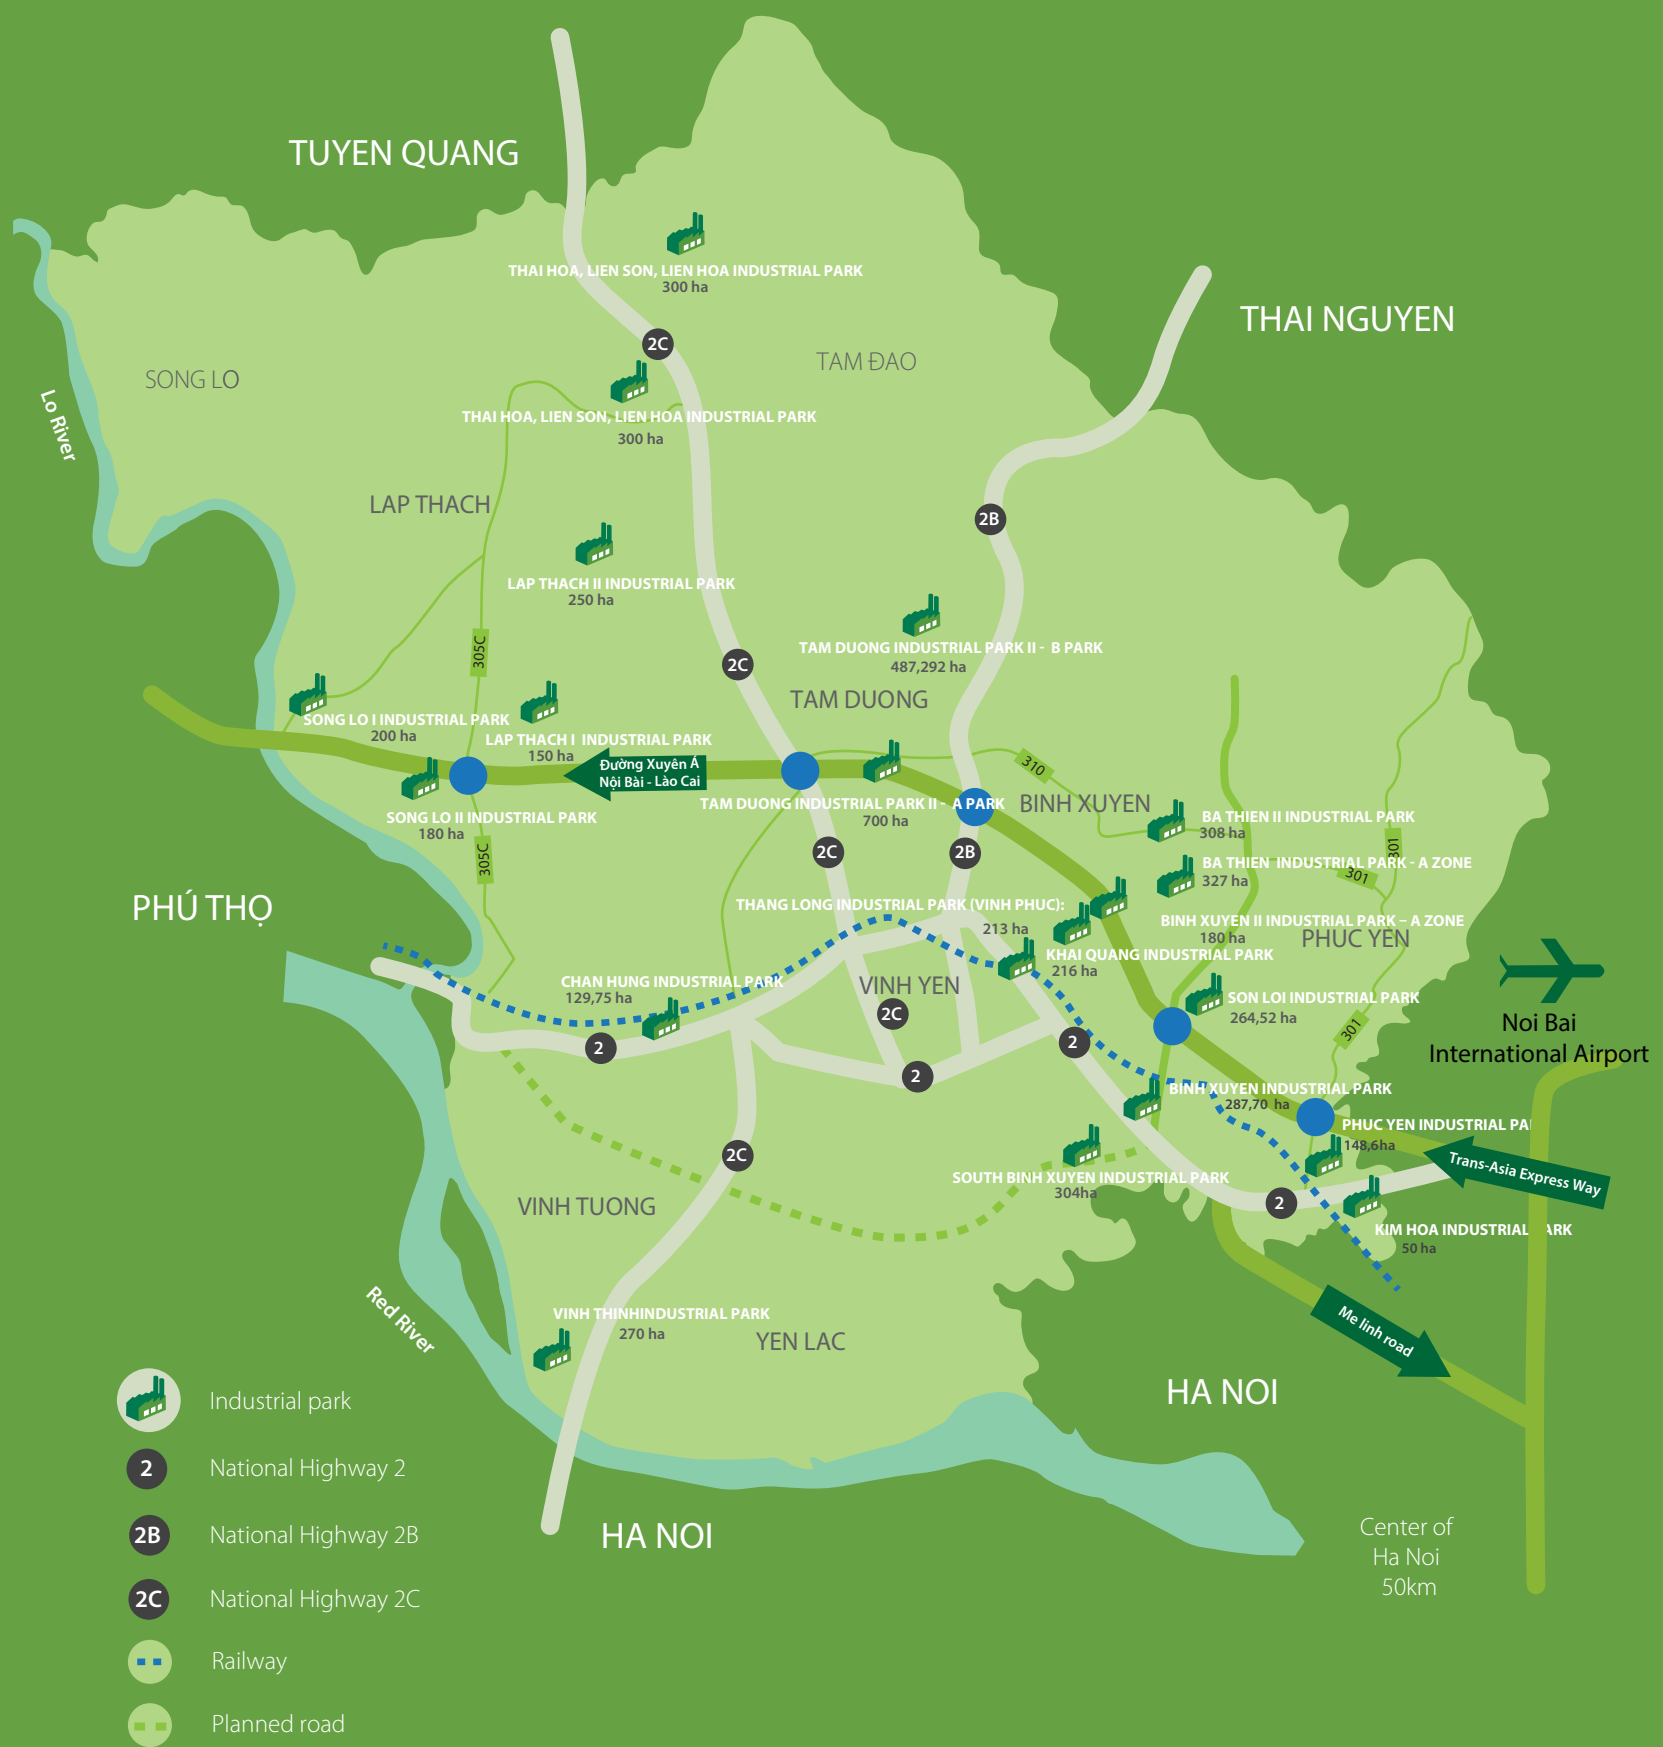 TUYEN QUANG
THAI HOA, LIEN SON, LIEN HOA INDUSTRIAL PARK
300 ha
THAI NGUYEN
2C
TAM ĐAO
SONG LO
Lo River
THAI HOA, LIEN SON, LIEN HOA INDUSTRIAL PARK
300 ha
LAP THACH
2B
LAP THACH II INDUSTRIAL PARK
250 ha
305C
TAM DUONG INDUSTRIAL PARK II - B PARK
487,292 ha
2C
TAM DUONG
SONG LO I INDUSTRIAL PARK
200 ha
LAP THACH I INDUSTRIAL PARK
150 ha
Đường Xuyên Á
Nội Bài - Lào Cai
310
TAM DUONG INDUSTRIAL PARK II - A PARK
700 ha
BINH XUYEN
SONG LO II INDUSTRIAL PARK
180 ha
BA THIEN II INDUSTRIAL PARK
308 ha
305C
2C
2B
301
BA THIEN INDUSTRIAL PARK - A ZONE
327 ha
301
PHÚ THỌ
THANG LONG INDUSTRIAL PARK (VINH PHUC):
213 ha
BINH XUYEN II INDUSTRIAL PARK – A ZONE
180 ha
PHUC YEN
KHAI QUANG INDUSTRIAL PARK
216 ha
CHAN HUNG INDUSTRIAL PARK
129,75 ha
VINH YEN
2C
SON LOI INDUSTRIAL PARK
264,52 ha
301
Noi Bai
International Airport
2
2
2
BINH XUYEN INDUSTRIAL PARK
287,70 ha
PHUC YEN INDUSTRIAL PA
148,6ha
2C
Trans-Asia Express Way
SOUTH BINH XUYEN INDUSTRIAL PARK
304ha
2
VINH TUONG
KIM HOA INDUSTRIAL PARK
50 ha
Red River
VINH THINHINDUSTRIAL PARK
270 ha
YEN LAC
Me linh road
HA NOI
HA NOI
Center of
Ha Noi
50km
Industrial park
2 National Highway 2
2B National Highway 2B
2C National Highway 2C
Railway
Planned road